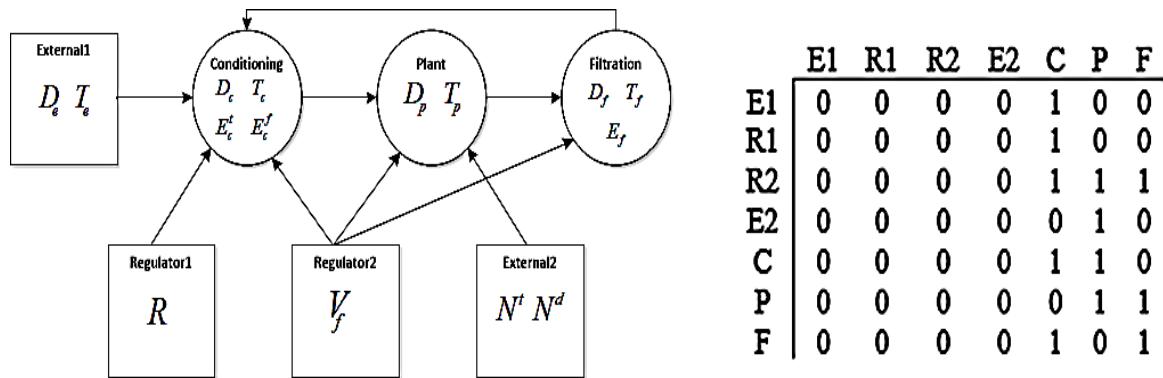 External1
D_e T_e
Conditioning
D_c T_c
E_c^t E_c^f
Plant
D_p T_p
Filtration
D_f T_f
E_f
Regulator1
R
Regulator2
V_f
External2
N^t N^d
E1 R1 R2 E2 C P F
E1 0 0 0 0 1 0 0
R1 0 0 0 0 1 0 0
R2 0 0 0 0 1 1 1
E2 0 0 0 0 0 1 0
C 0 0 0 0 1 1 0
P 0 0 0 0 0 1 1
F 0 0 0 0 1 0 1